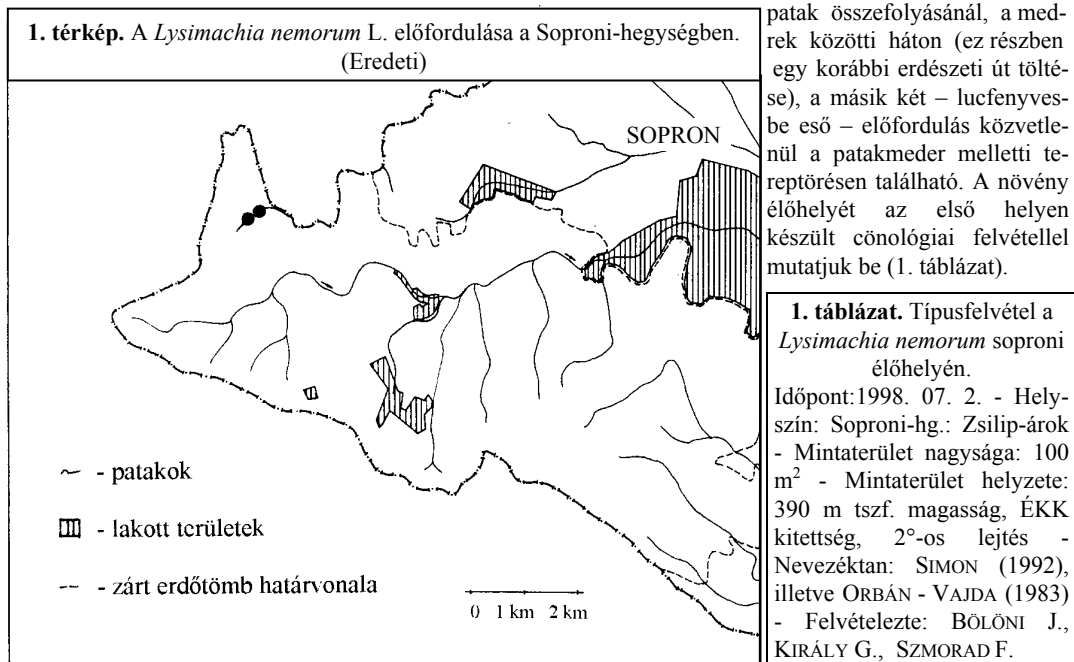 1. térkép. A Lysimachia nemorum L. előfordulása a Soproni-hegységben.
(Eredeti)
SOPRON
- patakok
- lakott területek
- zárt erdőtömb határvonala
0 1 km 2 km
patak összefolyásánál, a med-
rek közötti háton (ez részben
egy korábbi erdészeti út tölté-
se), a másik két – lucfenyves-
be eső – előfordulás közvetle-
nül a patakmeder melletti te-
reptörésen található. A növény
élőhelyét az első helyen
készült cönológiai felvétellel
mutatjuk be (1. táblázat).
1. táblázat. Típusfelvétel a
Lysimachia nemorum soproni
élőhelyén.
Időpont:1998. 07. 2. - Hely-
szín: Soproni-hg.: Zsilip-árok
- Mintaterület nagysága: 100
m² - Mintaterület helyzete:
390 m tszf. magasság, ÉKK
kitettség, 2°-os lejtés -
Nevezéktan: SIMON (1992),
illetve ORBÁN - VAJDA (1983)
- Felvételezte: BÖLÖNI J.,
KIRÁLY G., SZMORAD F.